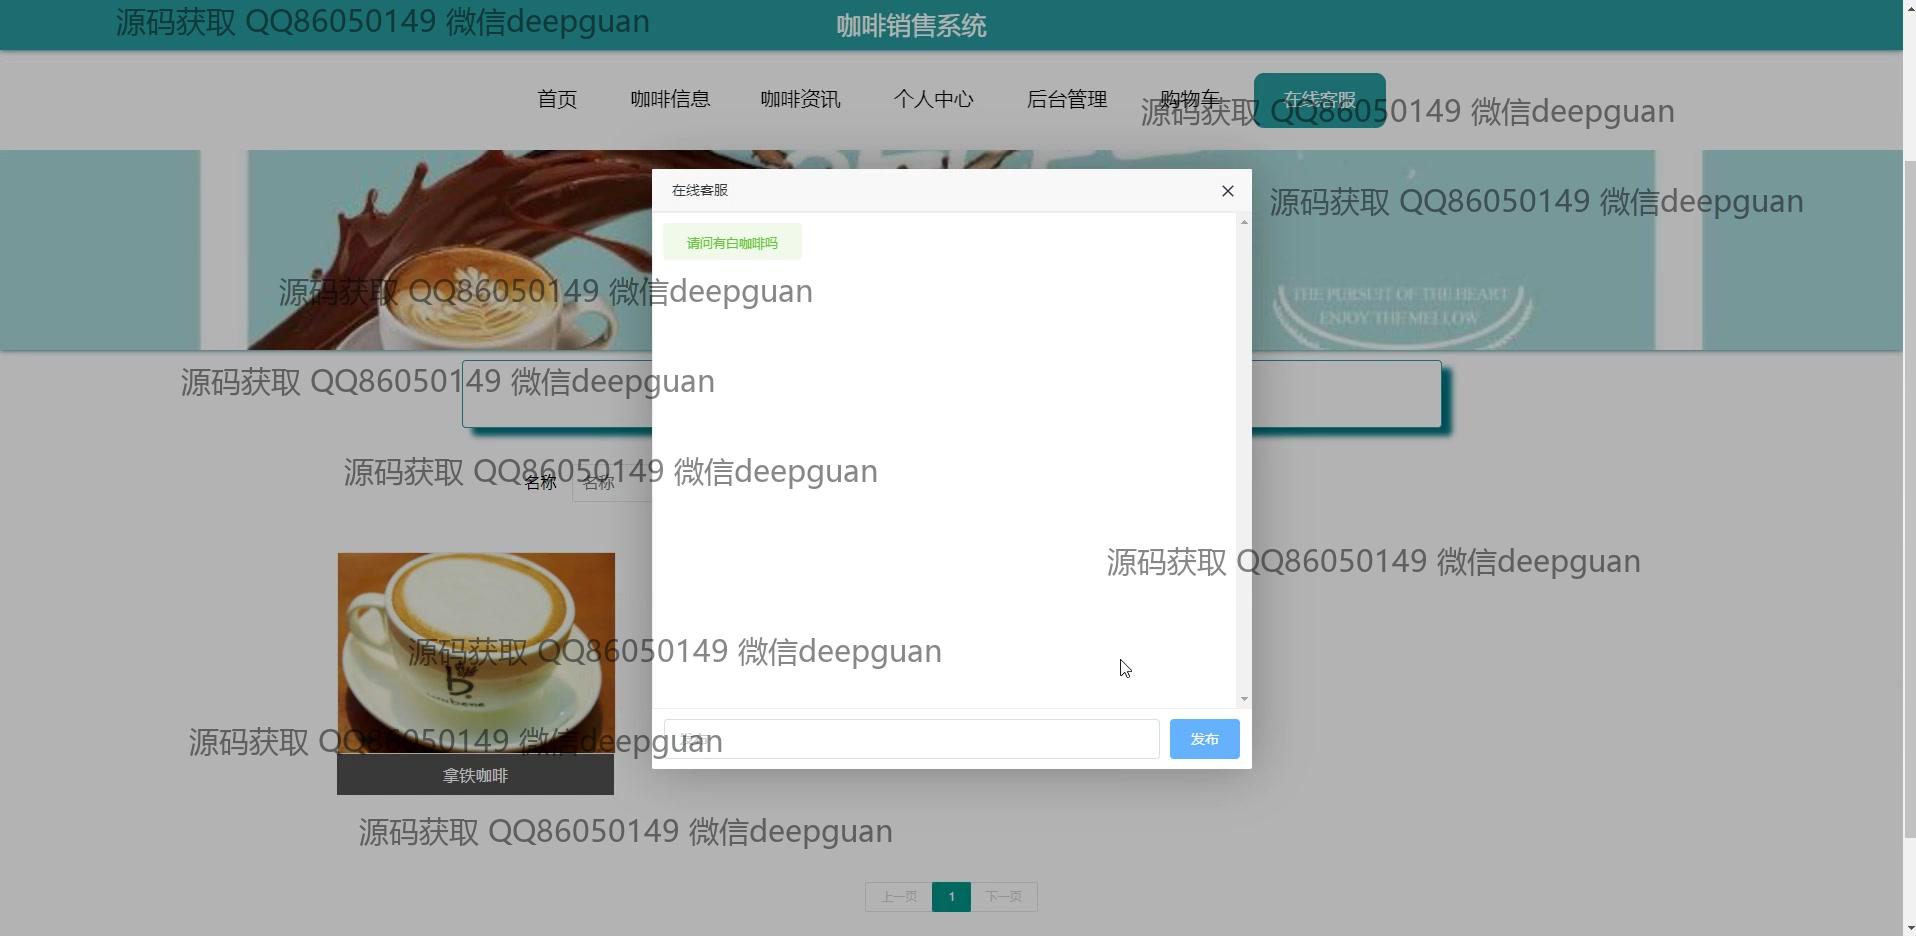 源码获取 QQ86050149 微信deepguan
咖啡销售系统
首页 咖啡信息 咖啡资讯 个人中心 后台管理 购物车 在线客服
源码获取 QQ86050149 微信deepguan
在线客服
源码获取 QQ86050149 微信deepguan
请问有白咖啡吗
源码获取 QQ86050149 微信deepguan
THE PURSUIT OF THE HEART
ENJOY THE MELLOW
源码获取 QQ86050149 微信deepguan
源码获取 QQ86050149 微信deepguan
名称 名称
源码获取 QQ86050149 微信deepguan
源码获取 QQ86050149 微信deepguan
源码获取 QQ86050149 微信deepguan
发布 发布
拿铁咖啡
源码获取 QQ86050149 微信deepguan
上一页 1 下一页